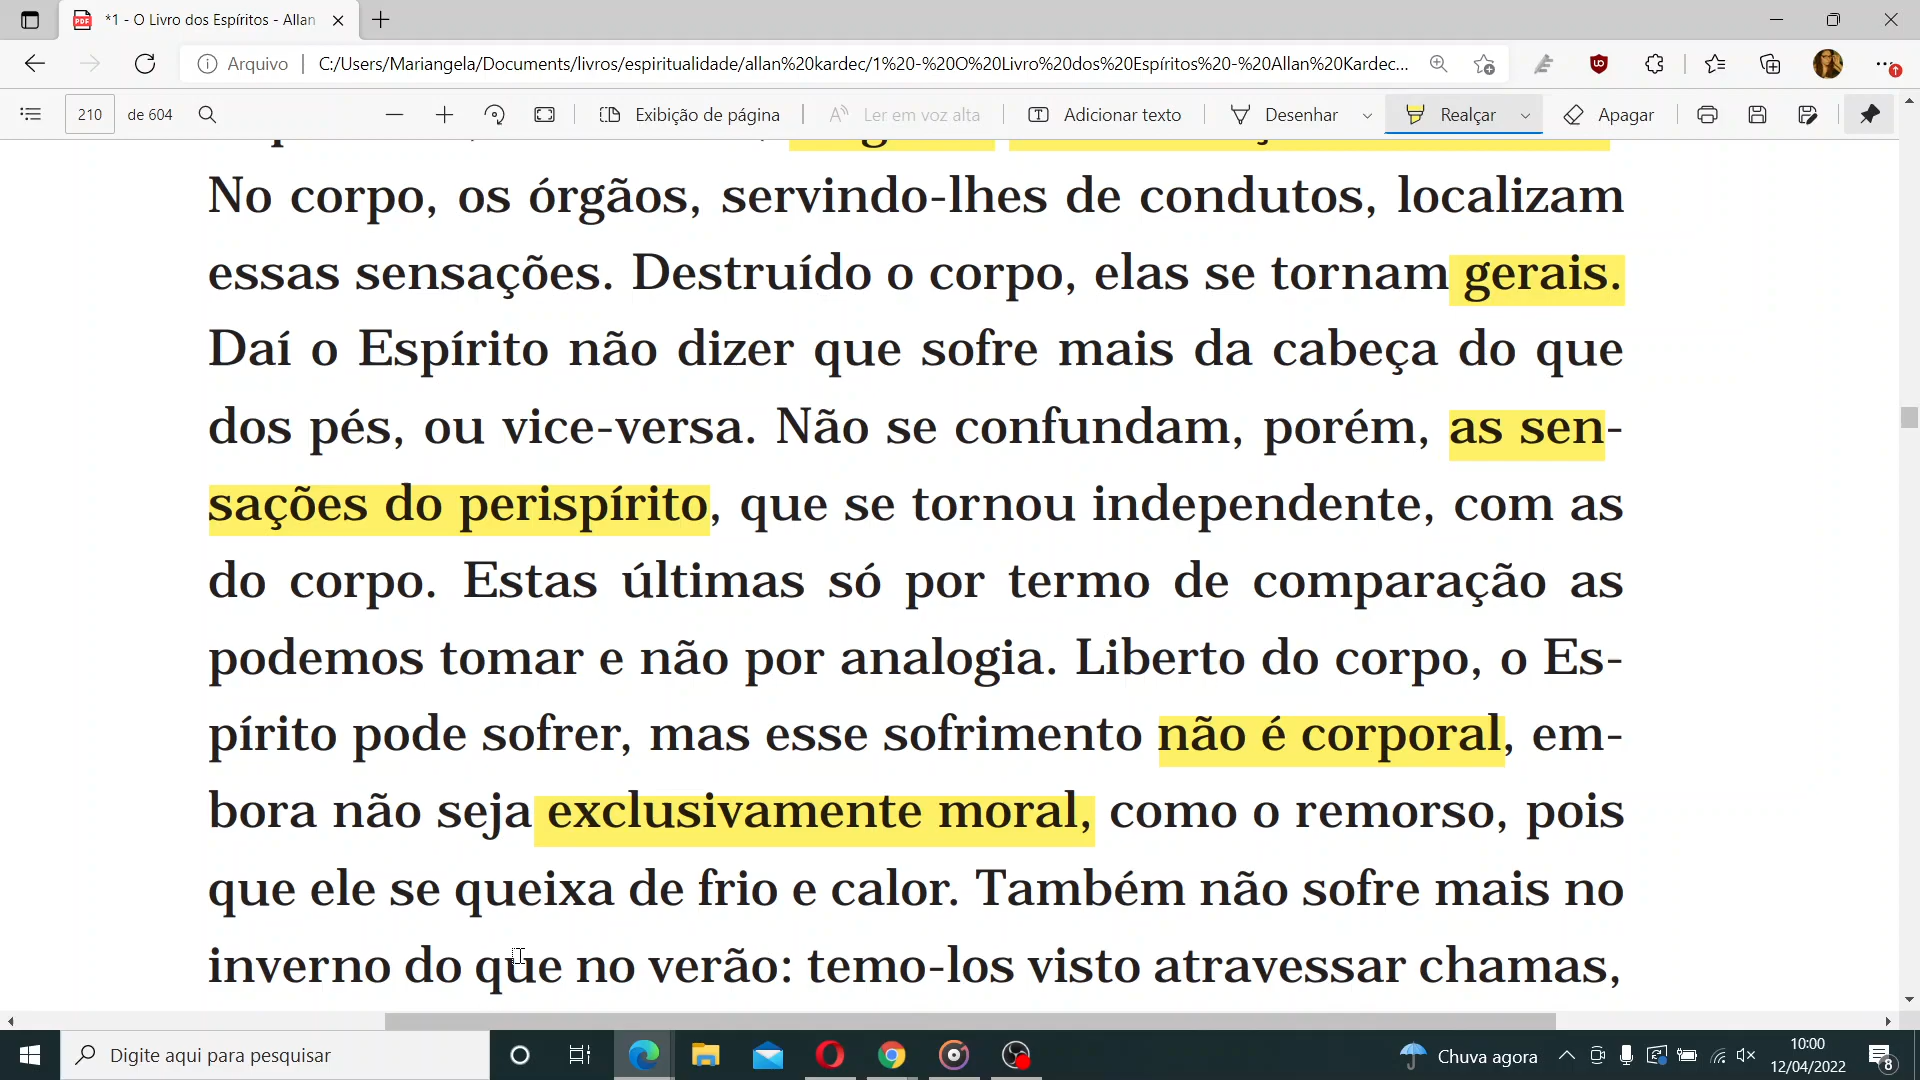 *1 - O Livro dos Espíritos - Allan
Arquivo
C:/Users/Mariangela/Documents/livros/espiritualidade/allan%20kardec/1%20-%20O%20Livro%20dos%20Espíritos%20-%20Allan%20Kardec...
210 de 604
Exibição de página
Ler em voz alta
Adicionar texto
Desenhar
Realçar
Apagar
No corpo, os órgãos, servindo-lhes de condutos, localizam
essas sensações. Destruído o corpo, elas se tornam gerais.
Daí o Espírito não dizer que sofre mais da cabeça do que
dos pés, ou vice-versa. Não se confundam, porém, as sen-
sações do perispírito, que se tornou independente, com as
do corpo. Estas últimas só por termo de comparação as
podemos tomar e não por analogia. Liberto do corpo, o Es-
pírito pode sofrer, mas esse sofrimento não é corporal, em-
bora não seja exclusivamente moral, como o remorso, pois
que ele se queixa de frio e calor. Também não sofre mais no
inverno do que no verão: temo-los visto atravessar chamas,
Digite aqui para pesquisar
Chuva agora
10:00
12/04/2022
8